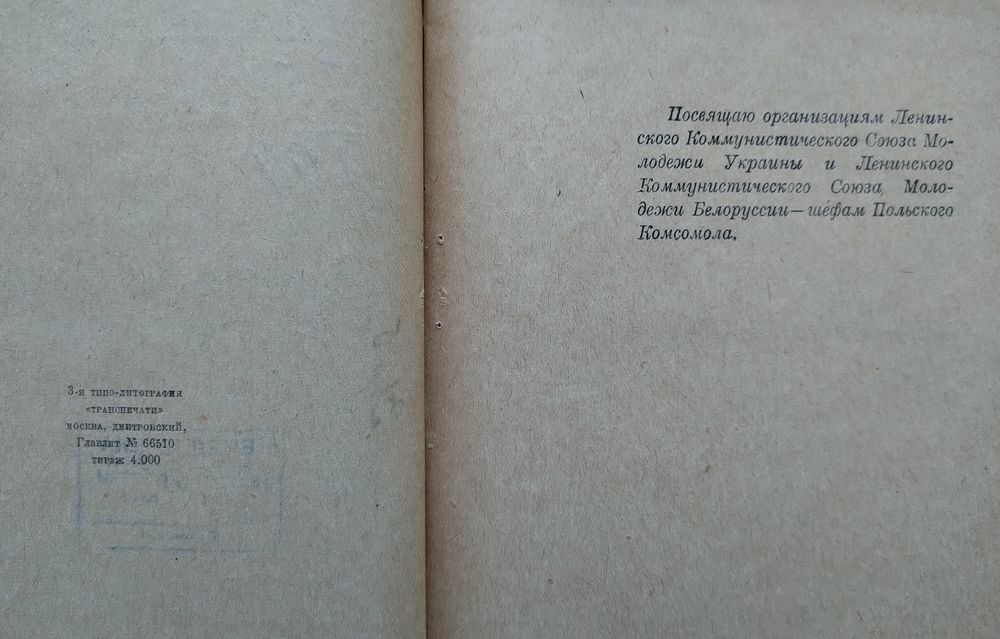 3-я типо-литография
«Транспечати»
москва, дмитровский,
Главлит № 66510
тираж 4.000
Посвящаю организациям Ленин-
ского Коммунистического Союза Мо-
лодежи Украины и Ленинского
Коммунистического Союза Моло-
дежи Белоруссии — шефам Польского
Комсомола.